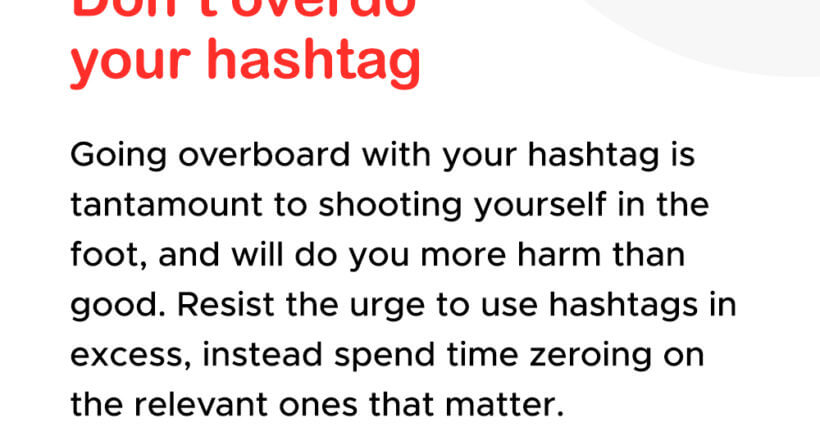 Don't overdo
your hashtag
Going overboard with your hashtag is
tantamount to shooting yourself in the
foot, and will do you more harm than
good. Resist the urge to use hashtags in
excess, instead spend time zeroing on
the relevant ones that matter.